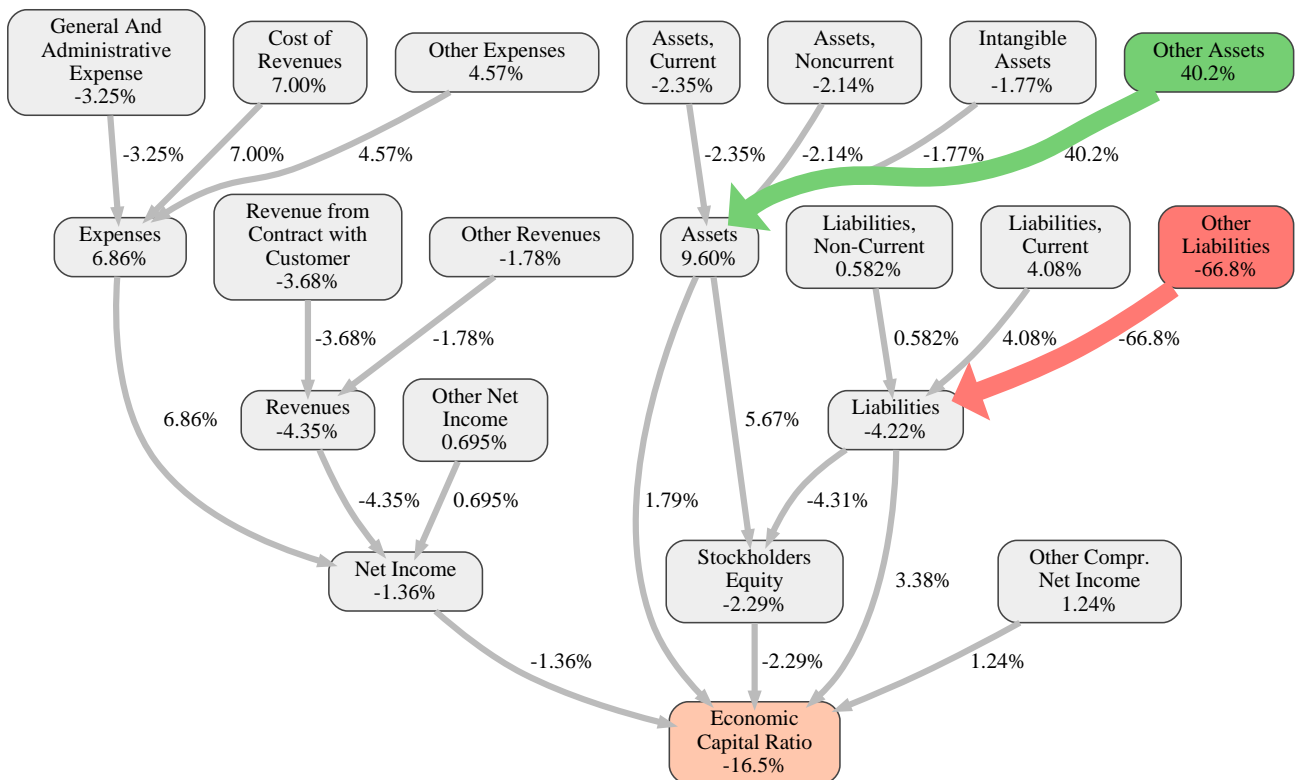 General And
Administrative
Expense
-3.25%
Cost of
Revenues
7.00%
Other Expenses
4.57%
Assets,
Current
-2.35%
Assets,
Noncurrent
-2.14%
Intangible
Assets
-1.77%
Other Assets
40.2%
-3.25%
7.00%
4.57%
-2.35%
-2.14%
-1.77%
40.2%
Expenses
6.86%
Revenue from
Contract with
Customer
-3.68%
Other Revenues
-1.78%
Assets
9.60%
Liabilities,
Non-Current
0.582%
Liabilities,
Current
4.08%
Other
Liabilities
-66.8%
-3.68%
-1.78%
0.582%
4.08%
-66.8%
6.86%
Revenues
-4.35%
Other Net
Income
0.695%
5.67%
Liabilities
-4.22%
-4.35%
0.695%
1.79%
-4.31%
Net Income
-1.36%
Stockholders
Equity
-2.29%
3.38%
Other Compr.
Net Income
1.24%
-1.36%
-2.29%
1.24%
Economic
Capital Ratio
-16.5%